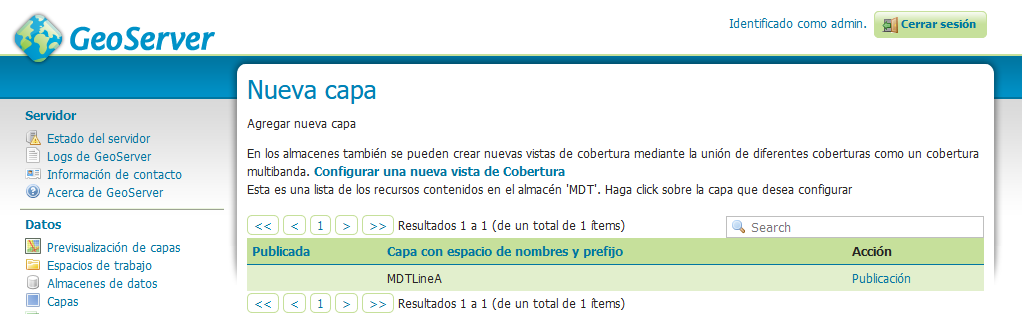 GeoServer
Identificado como admin.
Cerrar sesión
Servidor
Estado del servidor
Logs de GeoServer
Información de contacto
Acerca de GeoServer
Datos
Previsualización de capas
Espacios de trabajo
Almacenes de datos
Capas
Nueva capa
Agregar nueva capa
En los almacenes también se pueden crear nuevas vistas de cobertura mediante la unión de diferentes coberturas como un cobertura
multibanda. Configurar una nueva vista de Cobertura
Esta es una lista de los recursos contenidos en el almacén 'MDT'. Haga click sobre la capa que desea configurar
<< < 1 > >> Resultados 1 a 1 (de un total de 1 ítems) Search
Publicada Capa con espacio de nombres y prefijo Acción
MDTLineA Publicación
<< < 1 > >> Resultados 1 a 1 (de un total de 1 ítems)